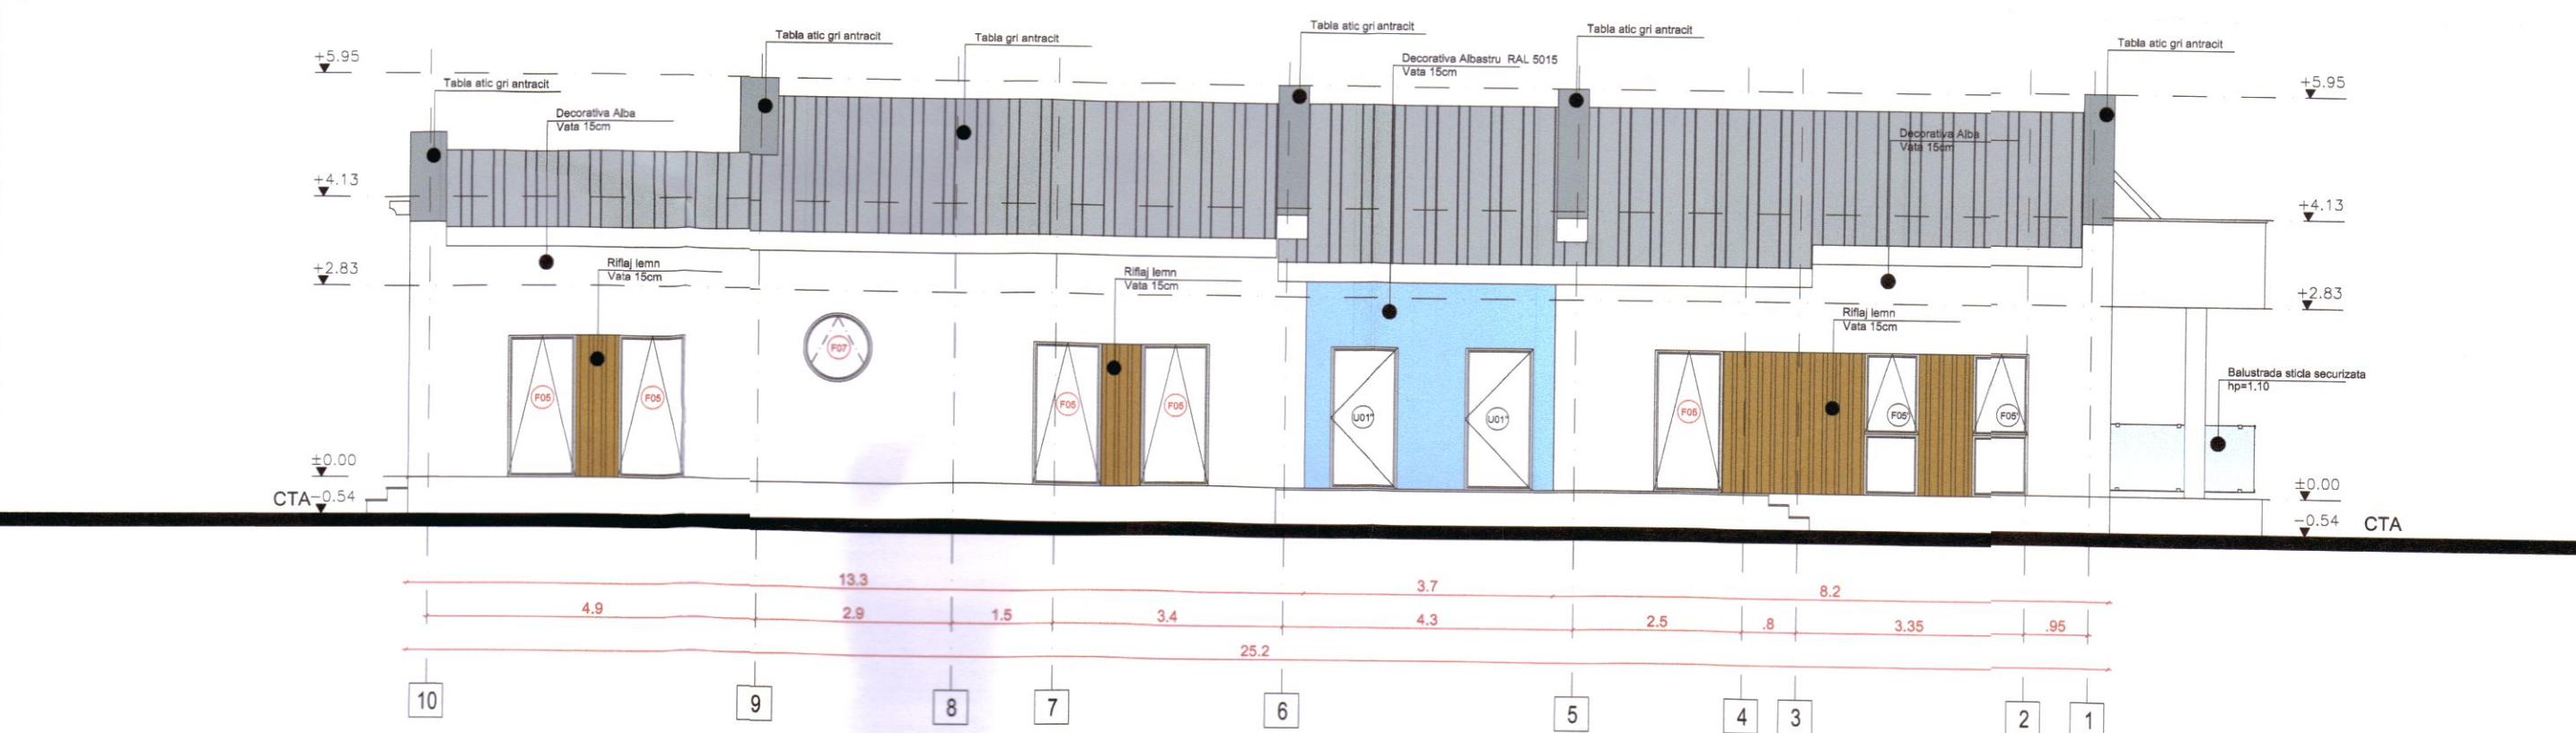 Tabla atic gri antracit
Tabla gri antracit
Tabla atic gri antracit
Tabla atic gri antracit
Tabla atic gri antracit
Tabla atic gri antracit
Decorativa Albastru RAL 5015
Vata 15cm
Decorativa Alba
Vata 15cm
Decorativa Alba
Vata 15cm
+5.95
+5.95
+4.13
+4.13
+2.83
+2.83
Riflaj lemn
Vata 15cm
Riflaj lemn
Vata 15cm
Riflaj lemn
Vata 15cm
F07
F05
F05
F05
F05
U01"
U01"
F05
F05'
F05'
Balustrada sticla securizata
hp=1,10
±0.00
±0.00
CTA -0.54
-0.54 CTA
13.3
3.7
8.2
4.9
2.9
1.5
3.4
4.3
2.5
.8
3.35
.95
25.2
10
9
8
7
6
5
4
3
2
1